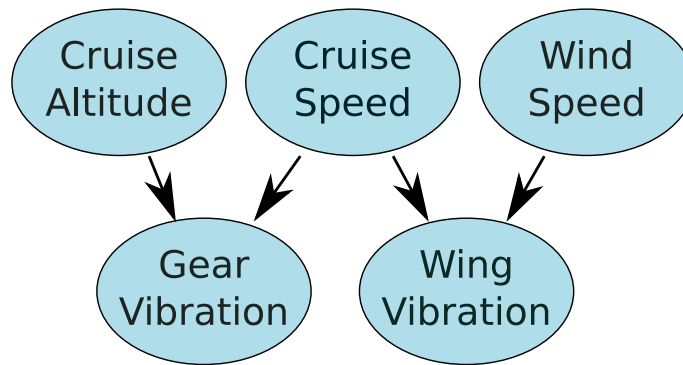 Cruise
Altitude
Cruise
Speed
Wind
Speed
Gear
Vibration
Wing
Vibration